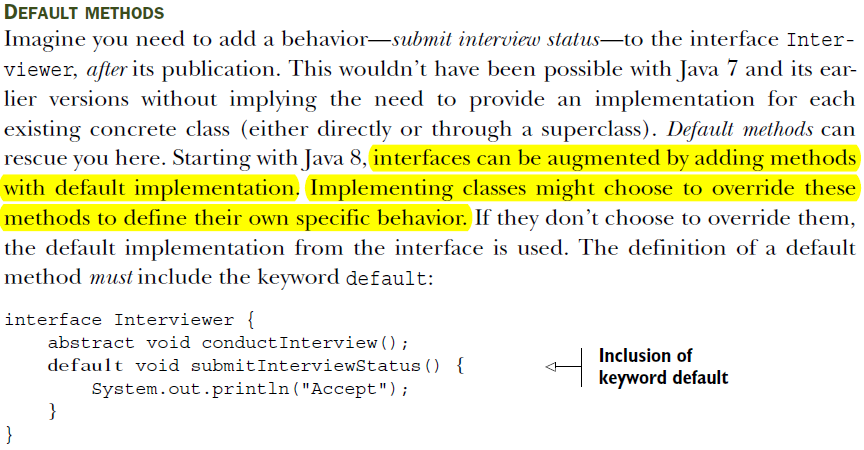 DEFAULT METHODS
Imagine you need to add a behavior—submit interview status—to the interface Inter-
viewer, after its publication. This wouldn't have been possible with Java 7 and its ear-
lier versions without implying the need to provide an implementation for each
existing concrete class (either directly or through a superclass). Default methods can
rescue you here. Starting with Java 8, interfaces can be augmented by adding methods
with default implementation. Implementing classes might choose to override these
methods to define their own specific behavior. If they don't choose to override them,
the default implementation from the interface is used. The definition of a default
method must include the keyword default:
interface Interviewer {
    abstract void conductInterview();
    default void submitInterviewStatus() {
        System.out.println("Accept");
    }
}
Inclusion of
keyword default